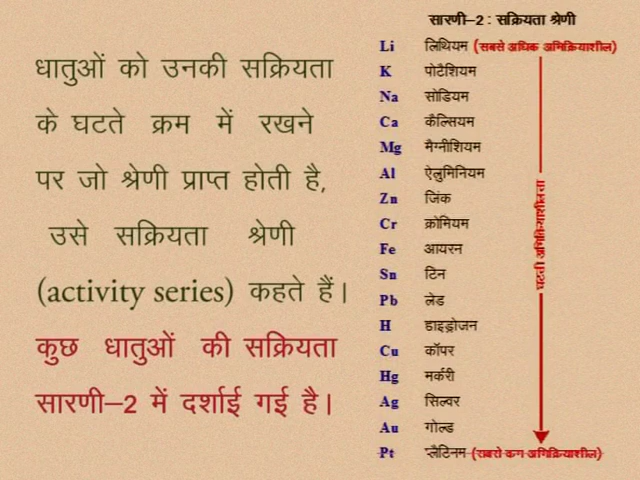 धातुओं को उनकी सक्रियता
के घटते क्रम में रखने
पर जो श्रेणी प्राप्त होती है,
उसे सक्रियता श्रेणी
(activity series) कहते हैं।
कुछ धातुओं की सक्रियता
सारणी–2 में दर्शाई गई है।
सारणी–2 : सक्रियता श्रेणी
Li लिथियम (सबसे अधिक अभिक्रियाशील)
K पोटैशियम
Na सोडियम
Ca कैल्सियम
Mg मैग्नीशियम
Al ऐलुमिनियम
Zn जिंक
Cr क्रोमियम
Fe आयरन
Sn टिन
Pb लेड
H हाइड्रोजन
Cu कॉपर
Hg मर्करी
Ag सिल्वर
Au गोल्ड
Pt प्लैटिनम (सबसे कम अभिक्रियाशील)
घटती अभिक्रियाशीलता